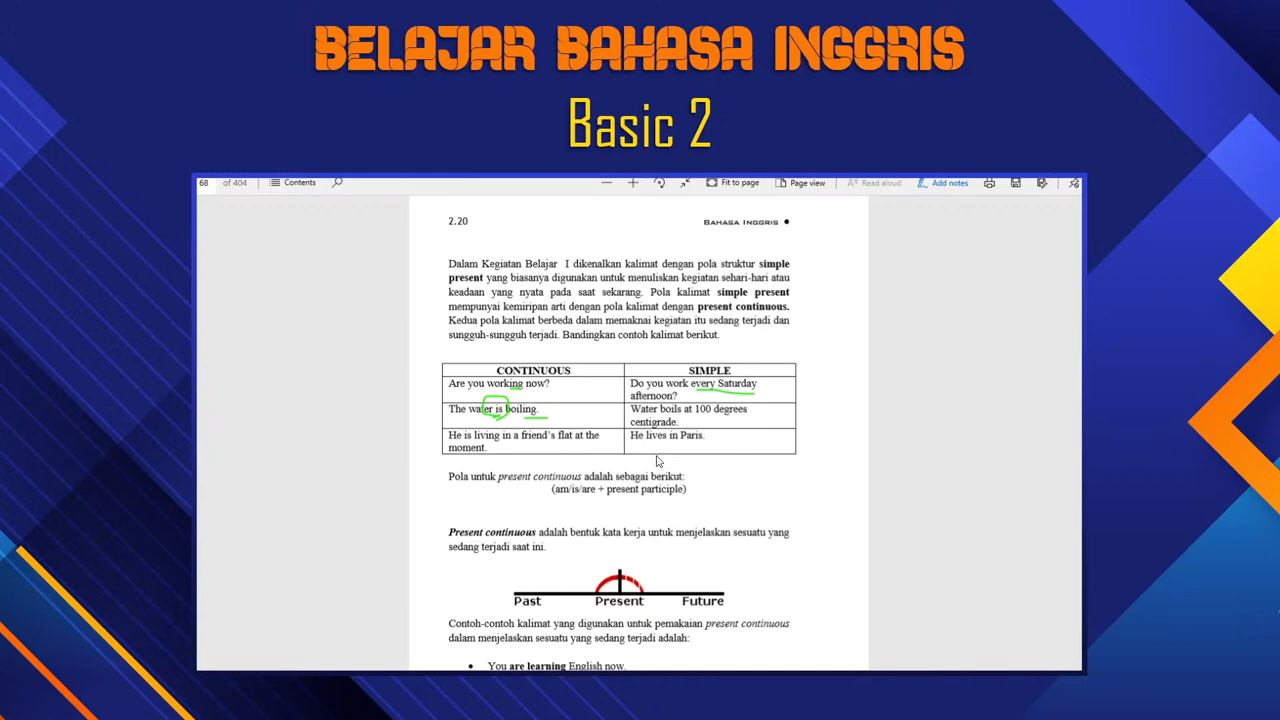 BELAJAR BAHASA INGGRIS
Basic 2
68 of 404 Contents Fit to page Page view Read aloud Add notes
2.20 BAHASA INGGRIS ●
Dalam Kegiatan Belajar I dikenalkan kalimat dengan pola struktur simple
present yang biasanya digunakan untuk menuliskan kegiatan sehari-hari atau
keadaan yang nyata pada saat sekarang. Pola kalimat simple present
mempunyai kemiripan arti dengan pola kalimat dengan present continuous.
Kedua pola kalimat berbeda dalam memaknai kegiatan itu sedang terjadi dan
sungguh-sungguh terjadi. Bandingkan contoh kalimat berikut.
CONTINUOUS SIMPLE
Are you working now? Do you work every Saturday
afternoon?
The water is boiling. Water boils at 100 degrees
centigrade.
He is living in a friend's flat at the He lives in Paris.
moment.
Pola untuk present continuous adalah sebagai berikut:
(am/is/are + present participle)
Present continuous adalah bentuk kata kerja untuk menjelaskan sesuatu yang
sedang terjadi saat ini.
Past Present Future
Contoh-contoh kalimat yang digunakan untuk pemakaian present continuous
dalam menjelaskan sesuatu yang sedang terjadi adalah:
• You are learning English now.